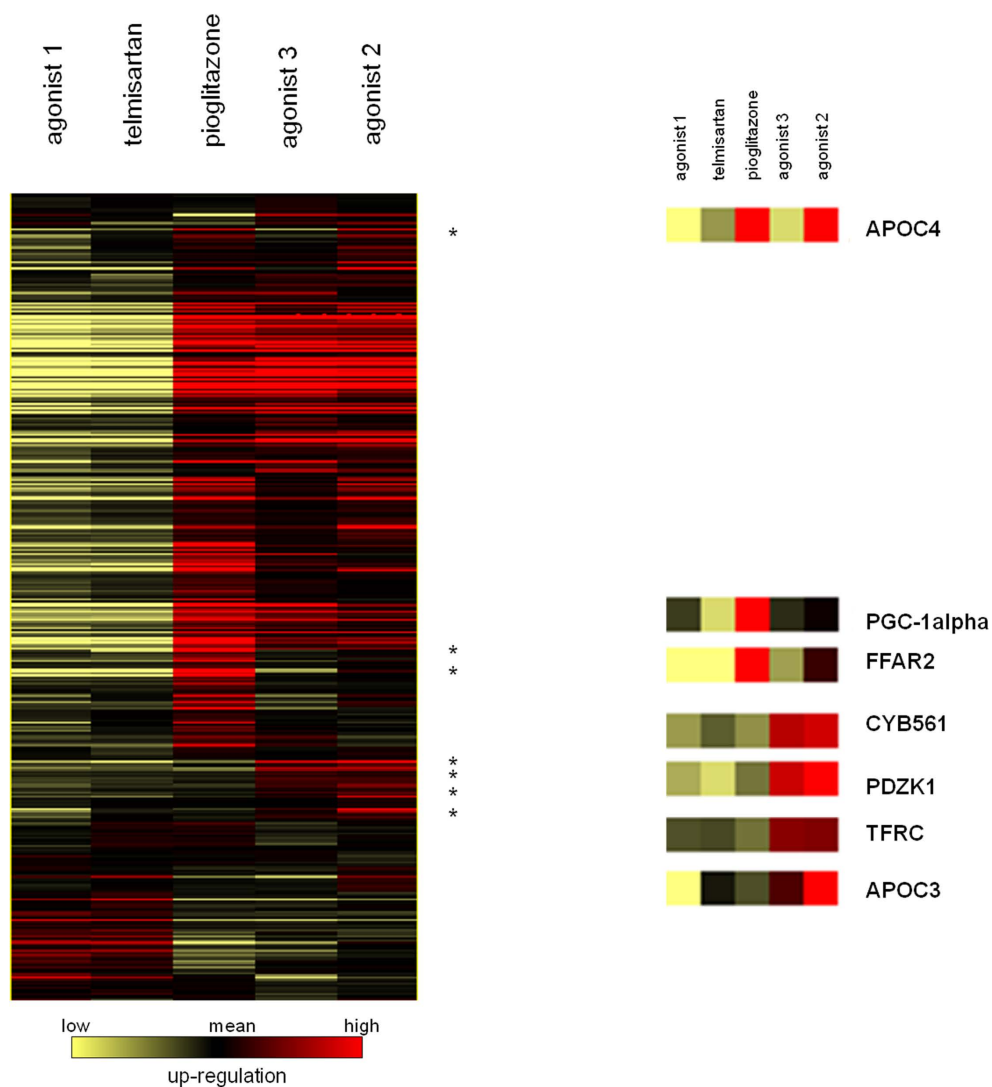 agonist 1
telmisartan
pioglitazone
agonist 3
agonist 2
agonist 1
telmisartan
pioglitazone
agonist 3
agonist 2
APOC4
*
PGC-1alpha
*
FFAR2
*
CYB561
*
PDZK1
*
*
TFRC
*
APOC3
low mean high
up-regulation